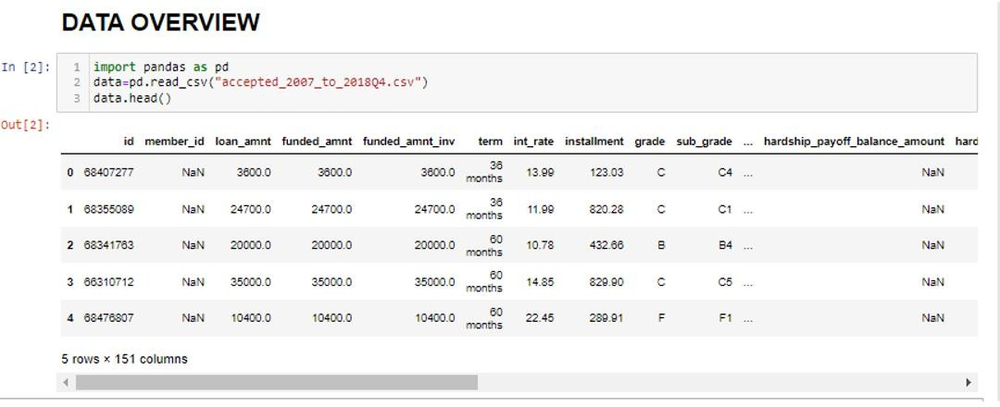 DATA OVERVIEW
In [2]:
1 import pandas as pd
2 data=pd.read_csv("accepted_2007_to_2018Q4.csv")
3 data.head()
Out[2]:
id member_id loan_amnt funded_amnt funded_amnt_inv term int_rate installment grade sub_grade ... hardship_payoff_balance_amount hard
0 68407277 NaN 3600.0 3600.0 3600.0 36 months 13.99 123.03 C C4 ... NaN
1 68355089 NaN 24700.0 24700.0 24700.0 36 months 11.99 820.28 C C1 ... NaN
2 68341763 NaN 20000.0 20000.0 20000.0 60 months 10.78 432.66 B B4 ... NaN
3 66310712 NaN 35000.0 35000.0 35000.0 60 months 14.85 829.90 C C5 ... NaN
4 68476807 NaN 10400.0 10400.0 10400.0 60 months 22.45 289.91 F F1 ... NaN
5 rows × 151 columns